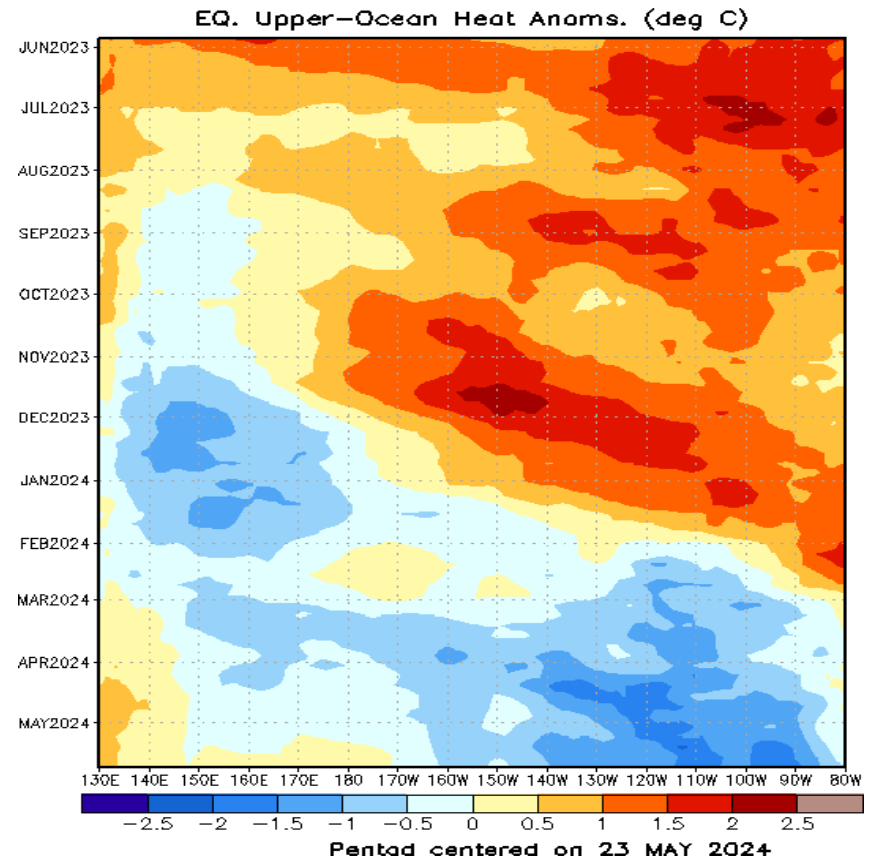 EQ. Upper-Ocean Heat Anoms. (deg C)
JUN2023
JUL2023
AUG2023
SEP2023
OCT2023
NOV2023
DEC2023
JAN2024
FEB2024
MAR2024
APR2024
MAY2024
130E 140E 150E 160E 170E 180 170W 160W 150W 140W 130W 120W 110W 100W 90W 80W
-2.5 -2 -1.5 -1 -0.5 0 0.5 1 1.5 2 2.5
Pentad centered on 23 MAY 2024